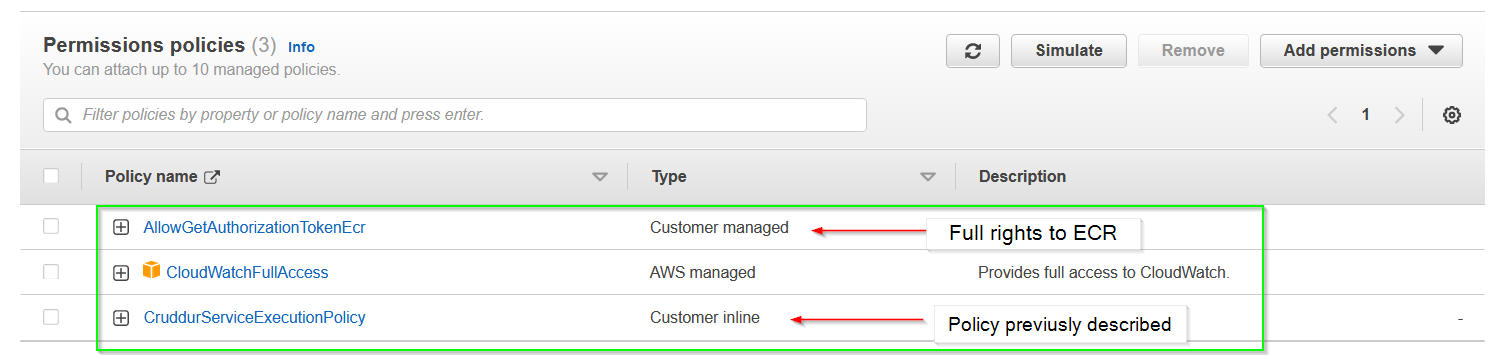 Permissions policies (3) Info
You can attach up to 10 managed policies.
Simulate
Remove
Add permissions
Filter policies by property or policy name and press enter.
1
Policy name
Type
Description
AllowGetAuthorizationTokenEcr
Customer managed
Full rights to ECR
CloudWatchFullAccess
AWS managed
Provides full access to CloudWatch.
CruddurServiceExecutionPolicy
Customer inline
Policy previusly described
-